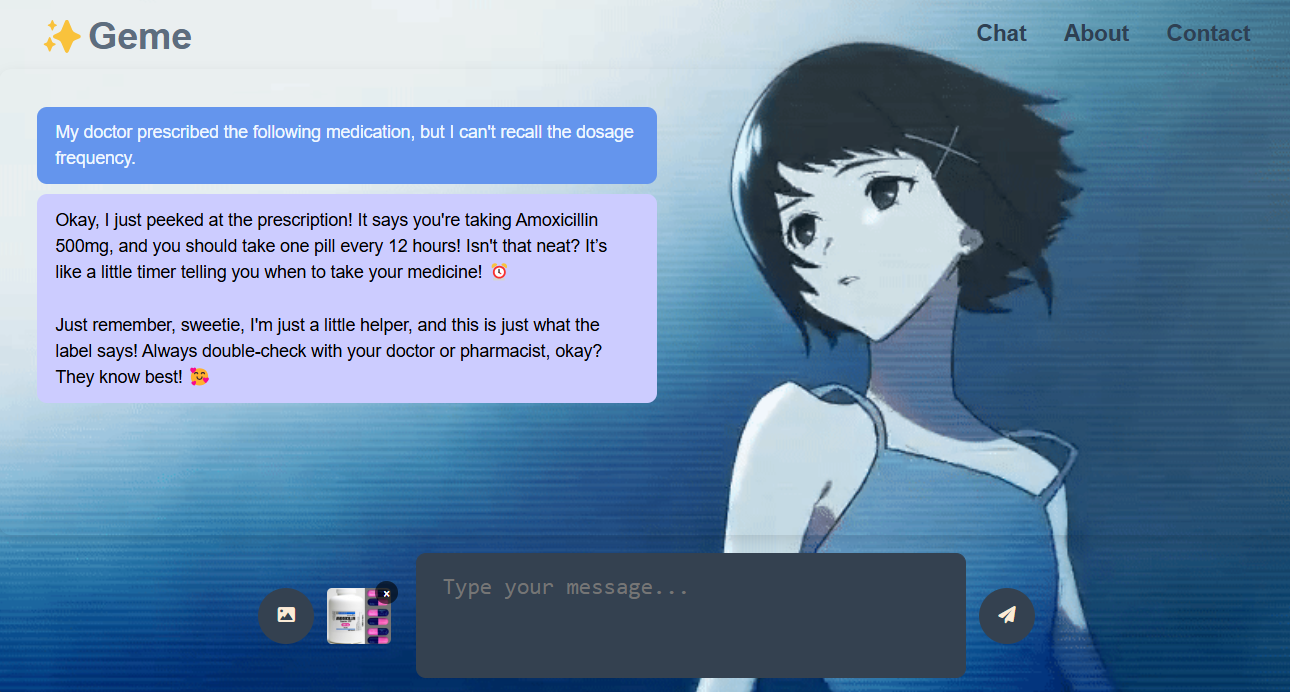 ✨ Geme
Chat About Contact
My doctor prescribed the following medication, but I can't recall the dosage
frequency.
Okay, I just peeked at the prescription! It says you're taking Amoxicillin
500mg, and you should take one pill every 12 hours! Isn't that neat? It’s
like a little timer telling you when to take your medicine! ⏰
Just remember, sweetie, I'm just a little helper, and this is just what the
label says! Always double-check with your doctor or pharmacist, okay?
They know best! 🥰
Type your message...